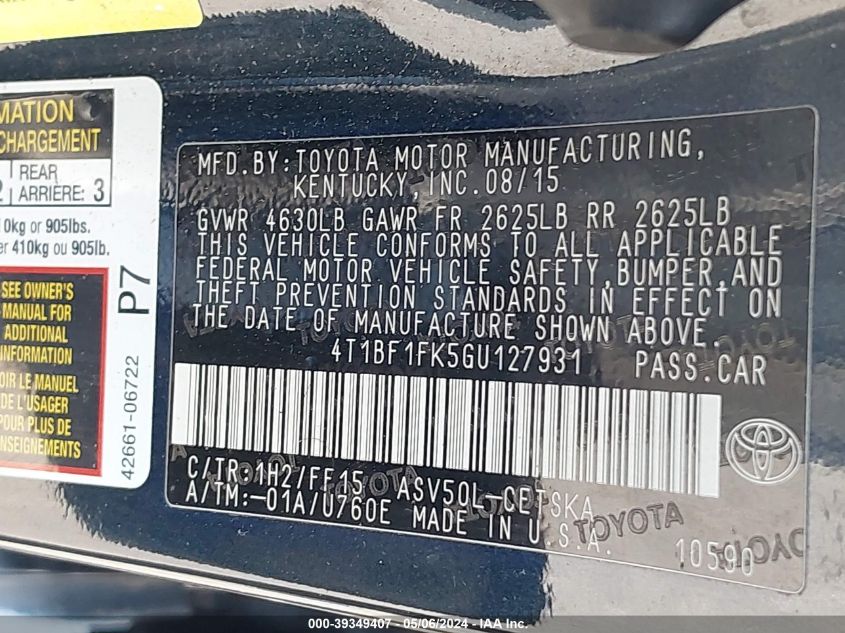 MATION
CHARGEMENT
2 REAR
ARRIÈRE: 3
0kg or 905lbs.
er 410kg ou 905lb.
SEE OWNER'S
MANUAL FOR
ADDITIONAL
INFORMATION
OIR LE MANUEL
DE L'USAGER
POUR PLUS DE
ENSEIGNEMENTS
P7
42661-06722
MFD.BY:TOYOTA MOTOR MANUFACTURING,
KENTUCKY,INC.08/15
GVWR 4630LB GAWR FR 2625LB RR 2625LB
THIS VEHICLE CONFORMS TO ALL APPLICABLE
FEDERAL MOTOR VEHICLE SAFETY,BUMPER,AND
THEFT PREVENTION STANDARDS IN EFFECT ON
THE DATE OF MANUFACTURE SHOWN ABOVE.
4T1BF1FK5GU127931 PASS.CAR
C/TR:1H2/FF15 ASV50L-CETSKA
A/TM:-01A/U760E MADE IN U.S.A.
TOYOTA
10590
000-39349407 - 05/06/2024 - IAA Inc.